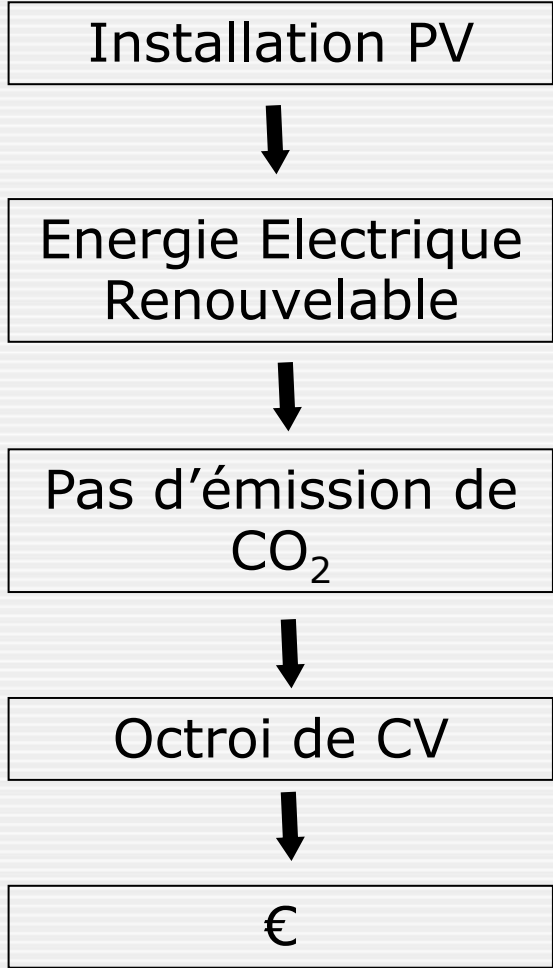 Installation PV
Energie Electrique
Renouvelable
Pas d’émission de
CO₂
Octroi de CV
€